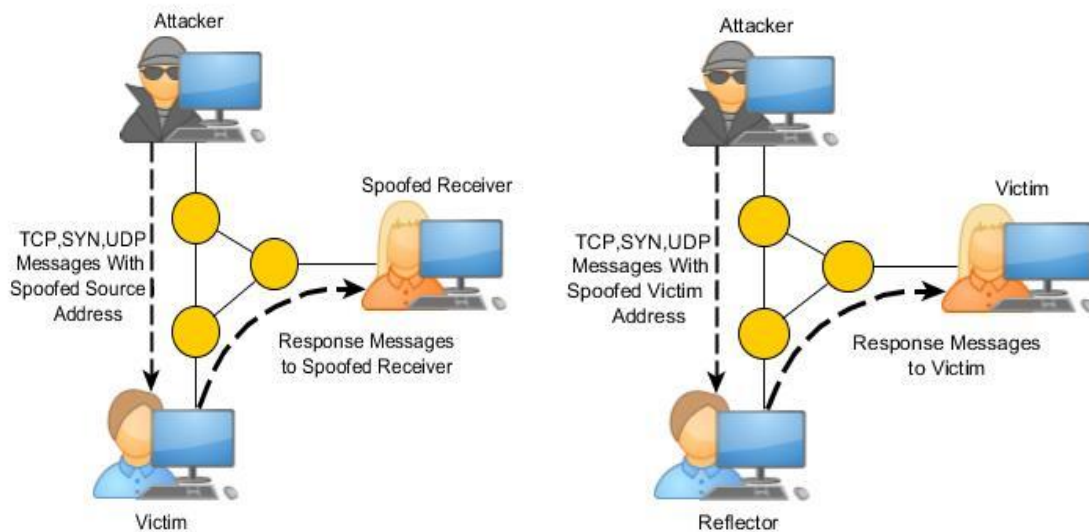 Attacker
Spoofed Receiver
TCP,SYN,UDP
Messages With
Spoofed Source
Address
Response Messages
to Spoofed Receiver
Victim
Attacker
Victim
TCP,SYN,UDP
Messages With
Spoofed Victim
Address
Response Messages
to Victim
Reflector